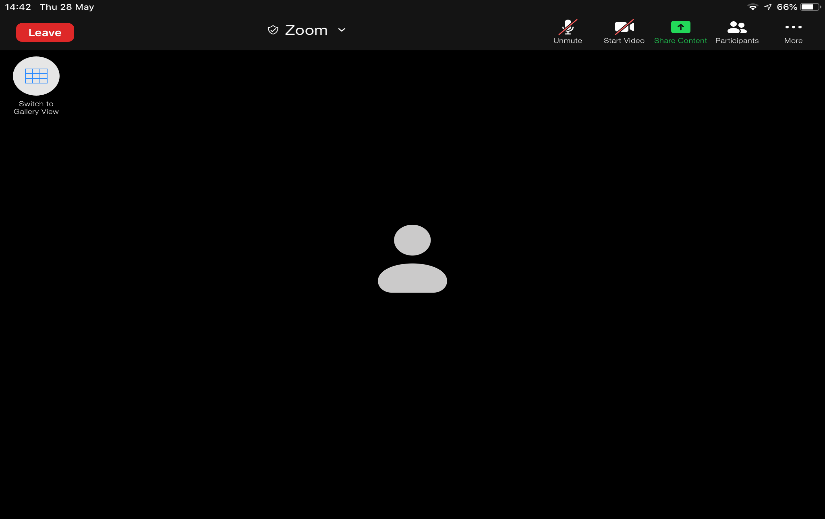 14:42 Thu 28 May
66%
Leave
Zoom
Unmute
Start Video
Share Content
Participants
More
Switch to
Gallery View